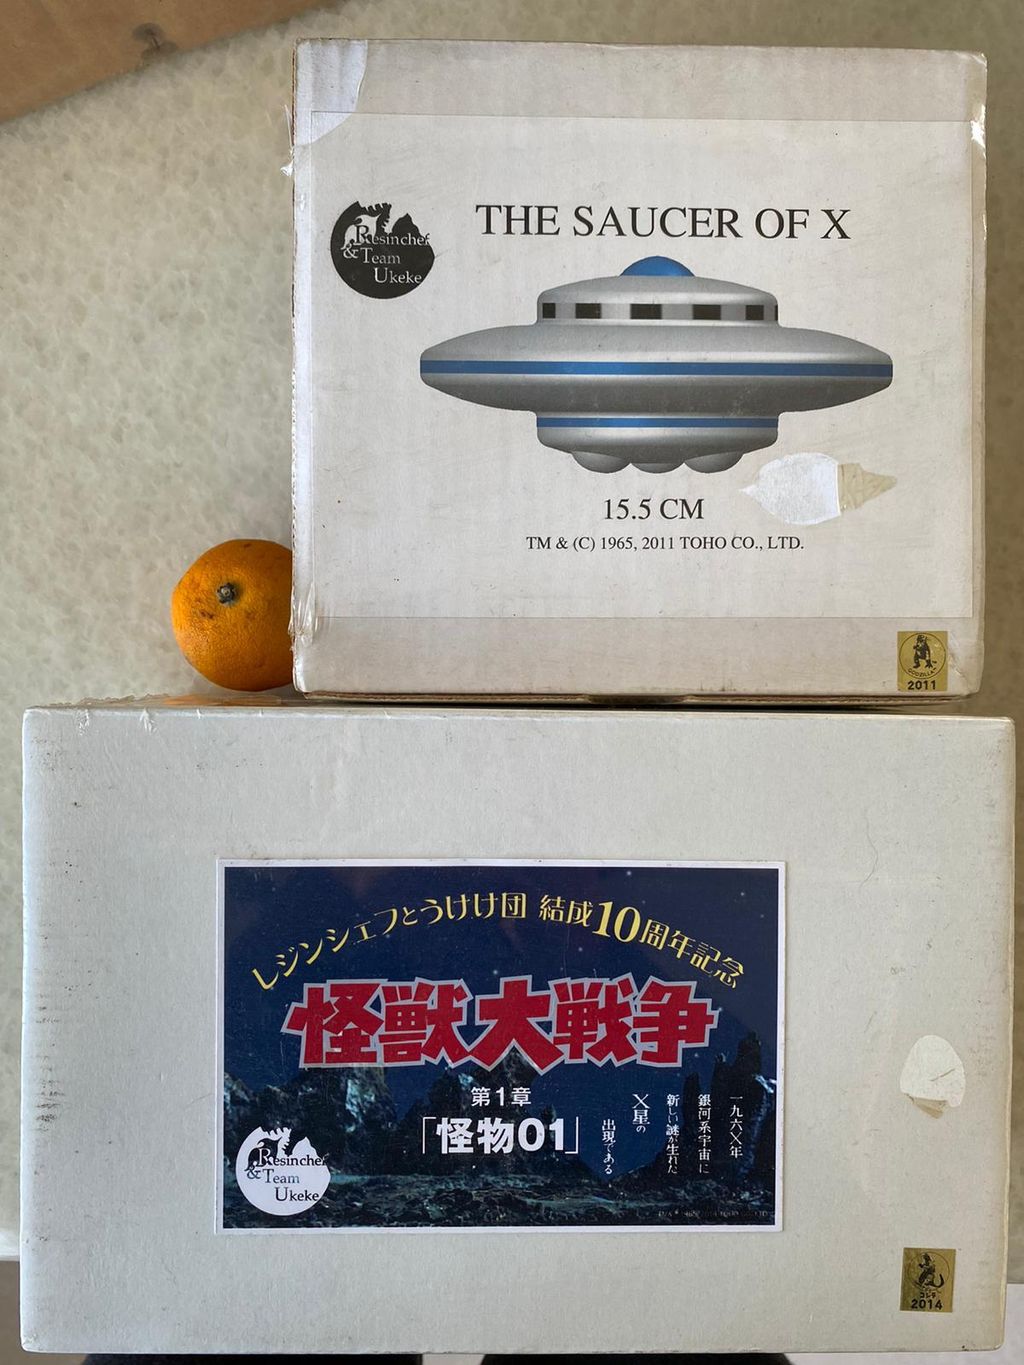 THE SAUCER OF X
Resinchef
& Team
Ukeke
15.5 CM
TM & (C) 1965, 2011 TOHO CO., LTD.
GODZILLA
2011
レジンシェフとうけけ団 結成10周年記念
怪獣大戦争
第1章
「怪物01」
一九六X年
銀河系宇宙に
新しい謎が生れた
X星の
出現である
Resinchef
& Team
Ukeke
ゴジラ
2014